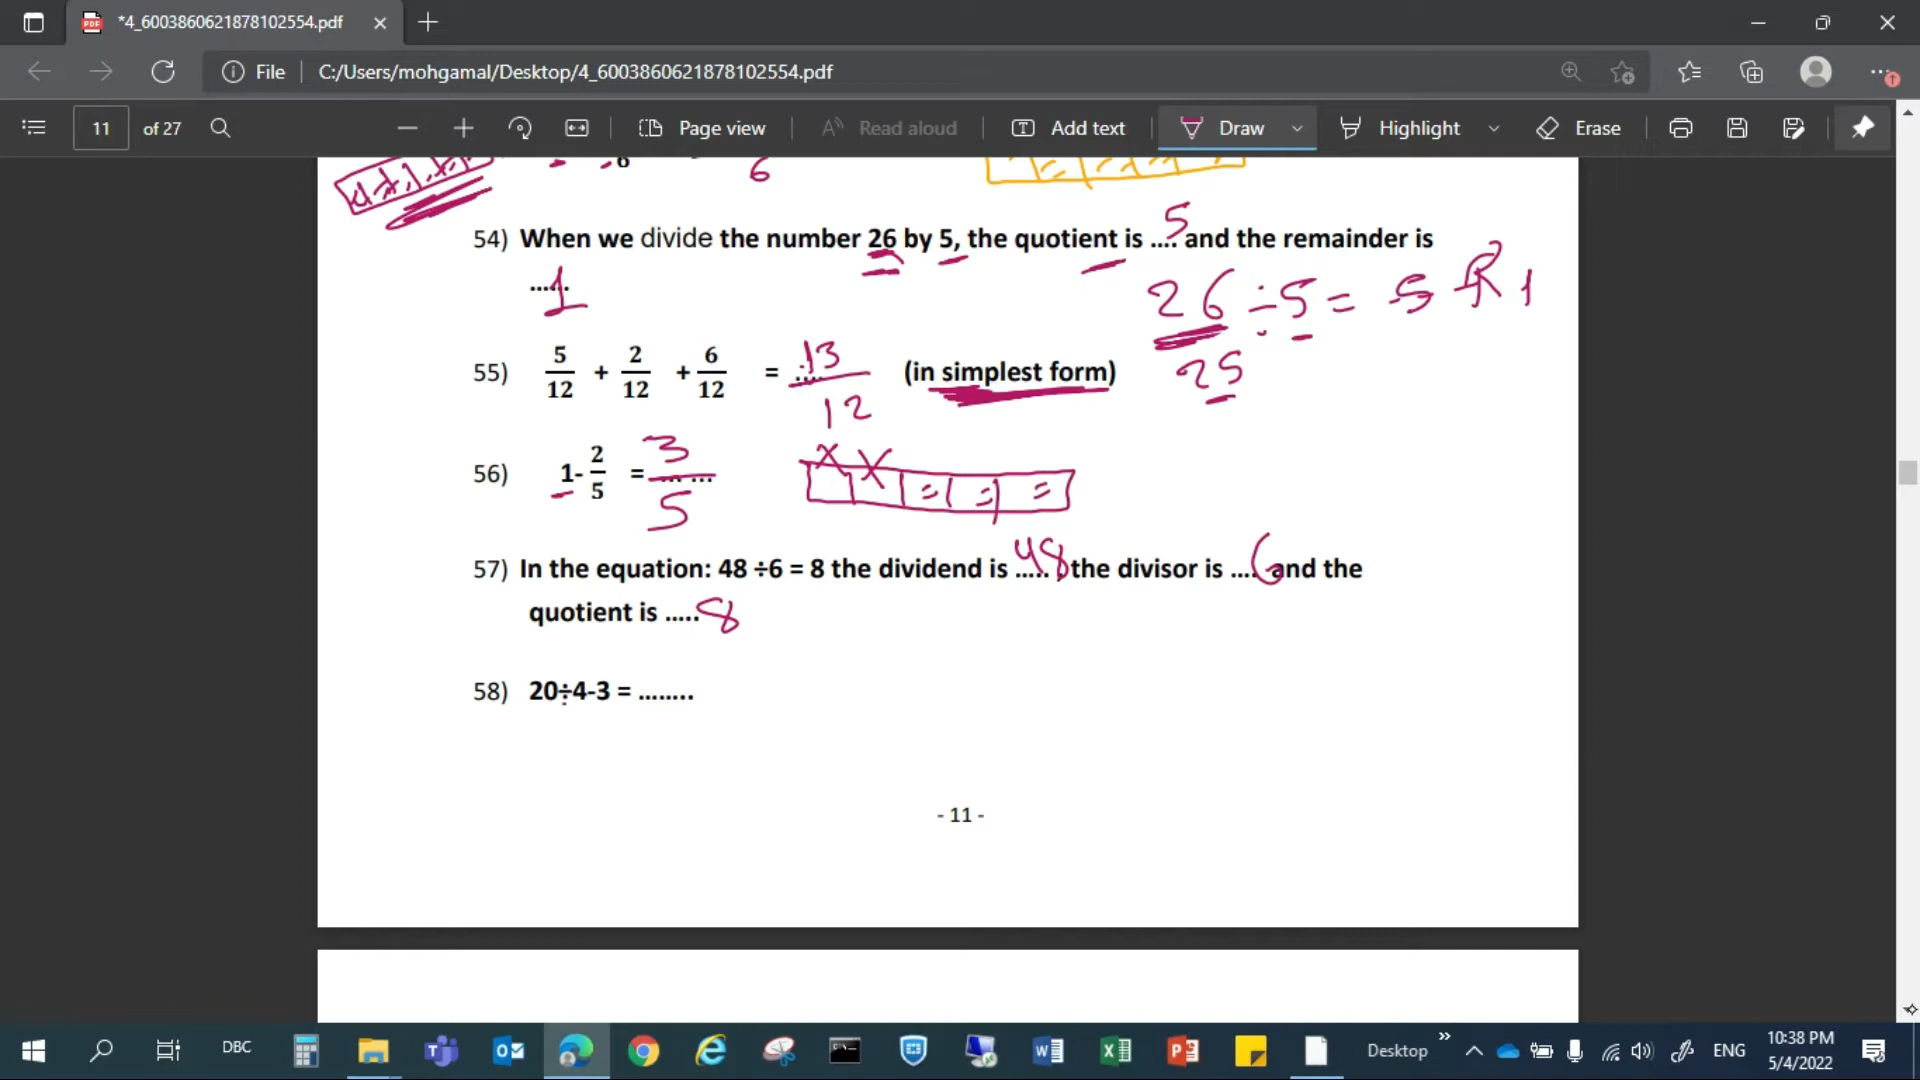 *4_6003860621878102554.pdf
File C:/Users/mohgamal/Desktop/4_6003860621878102554.pdf
11 of 27 Page view Read aloud Add text Draw Highlight Erase
6
6
54) When we divide the number 26 by 5, the quotient is .... 5 and the remainder is
...... 1
26 ÷ 5 = 5 R 1
25
55) 5/12 + 2/12 + 6/12 = .... 13/12 (in simplest form)
56) 1- 2/5 = ... ... 3/5
57) In the equation: 48 ÷6 = 8 the dividend is ..... 48 , the divisor is .... 6 and the
quotient is ..... 8
58) 20÷4-3 = ........
- 11 -
DBC Desktop ENG 10:38 PM
5/4/2022